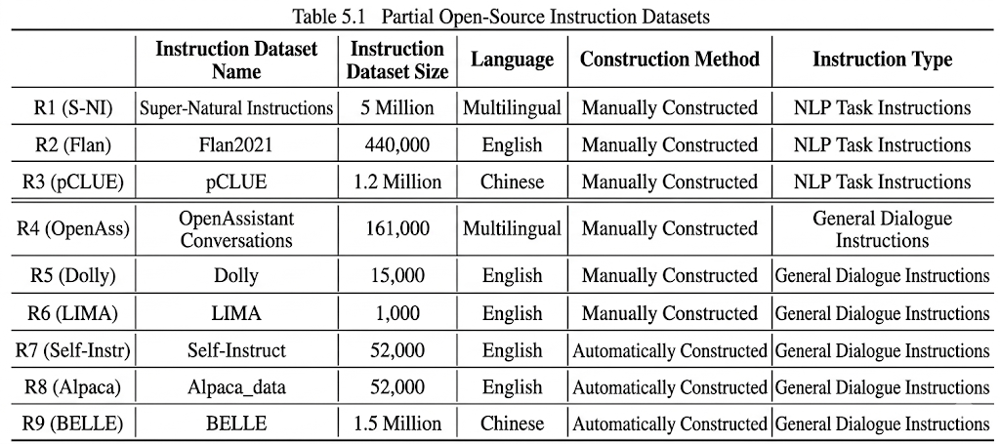 Table 5.1 Partial Open-Source Instruction Datasets
Instruction Dataset Name Instruction Dataset Size Language Construction Method Instruction Type
R1 (S-NI) Super-Natural Instructions 5 Million Multilingual Manually Constructed NLP Task Instructions
R2 (Flan) Flan2021 440,000 English Manually Constructed NLP Task Instructions
R3 (pCLUE) pCLUE 1.2 Million Chinese Manually Constructed NLP Task Instructions
R4 (OpenAss) OpenAssistant Conversations 161,000 Multilingual Manually Constructed General Dialogue Instructions
R5 (Dolly) Dolly 15,000 English Manually Constructed General Dialogue Instructions
R6 (LIMA) LIMA 1,000 English Manually Constructed General Dialogue Instructions
R7 (Self-Instr) Self-Instruct 52,000 English Automatically Constructed General Dialogue Instructions
R8 (Alpaca) Alpaca_data 52,000 English Automatically Constructed General Dialogue Instructions
R9 (BELLE) BELLE 1.5 Million Chinese Automatically Constructed General Dialogue Instructions